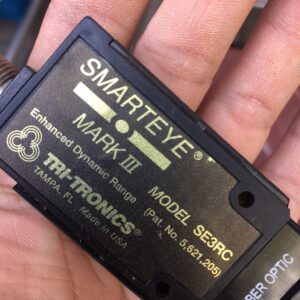 SMARTEYE®
MARK III
Enhanced Dynamic Range
MODEL SE3RC
(Pat. No. 5,621,205)
TRI-TRONICS®
TAMPA, FL Made in USA
BER OPTIC